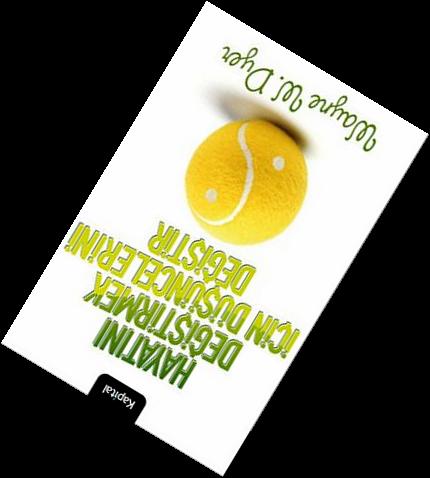 Kapital
HAYATINI
DEĞİŞTİRMEK
İÇİN DÜŞÜNCELERİNİ
DEĞİŞTİR
Wayne W. Dyer